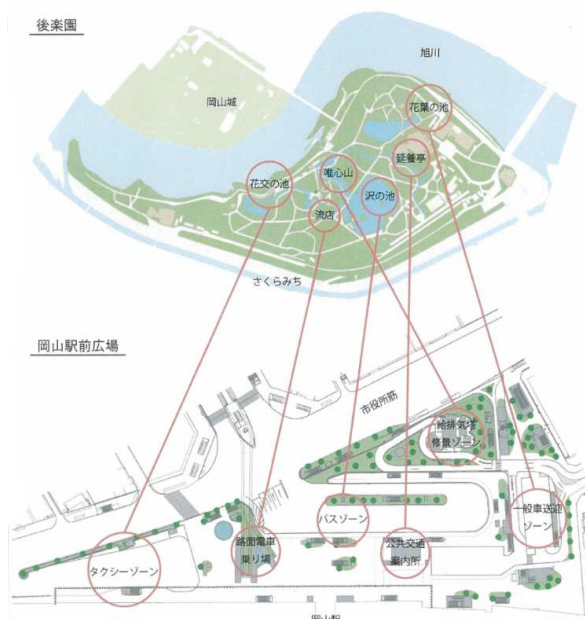 後楽園
旭川
岡山城
花葉の池
延養亭
唯心山
花交の池
沢の池
流店
さくらみち
岡山駅前広場
市役所筋
給排気塔
修景ゾーン
バスゾーン
一般車送迎
ゾーン
路面電車
乗り場
公共交通
案内所
タクシーゾーン
岡山駅